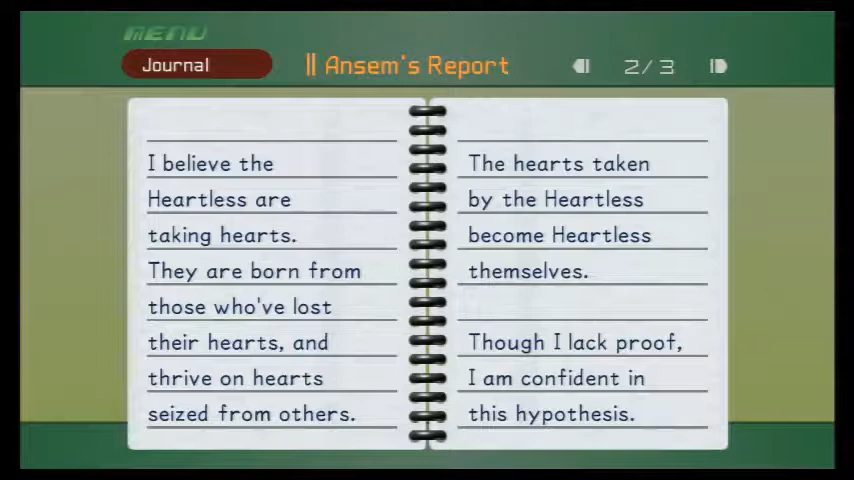 MENU
Journal
Ansem's Report
2/3
I believe the
Heartless are
taking hearts.
They are born from
those who've lost
their hearts, and
thrive on hearts
seized from others.
The hearts taken
by the Heartless
become Heartless
themselves.
Though I lack proof,
I am confident in
this hypothesis.